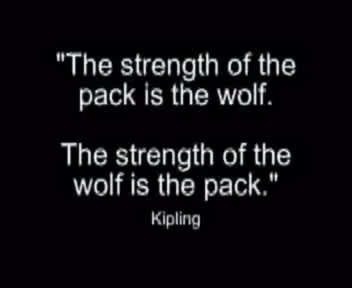 "The strength of the
pack is the wolf.
The strength of the
wolf is the pack."
Kipling